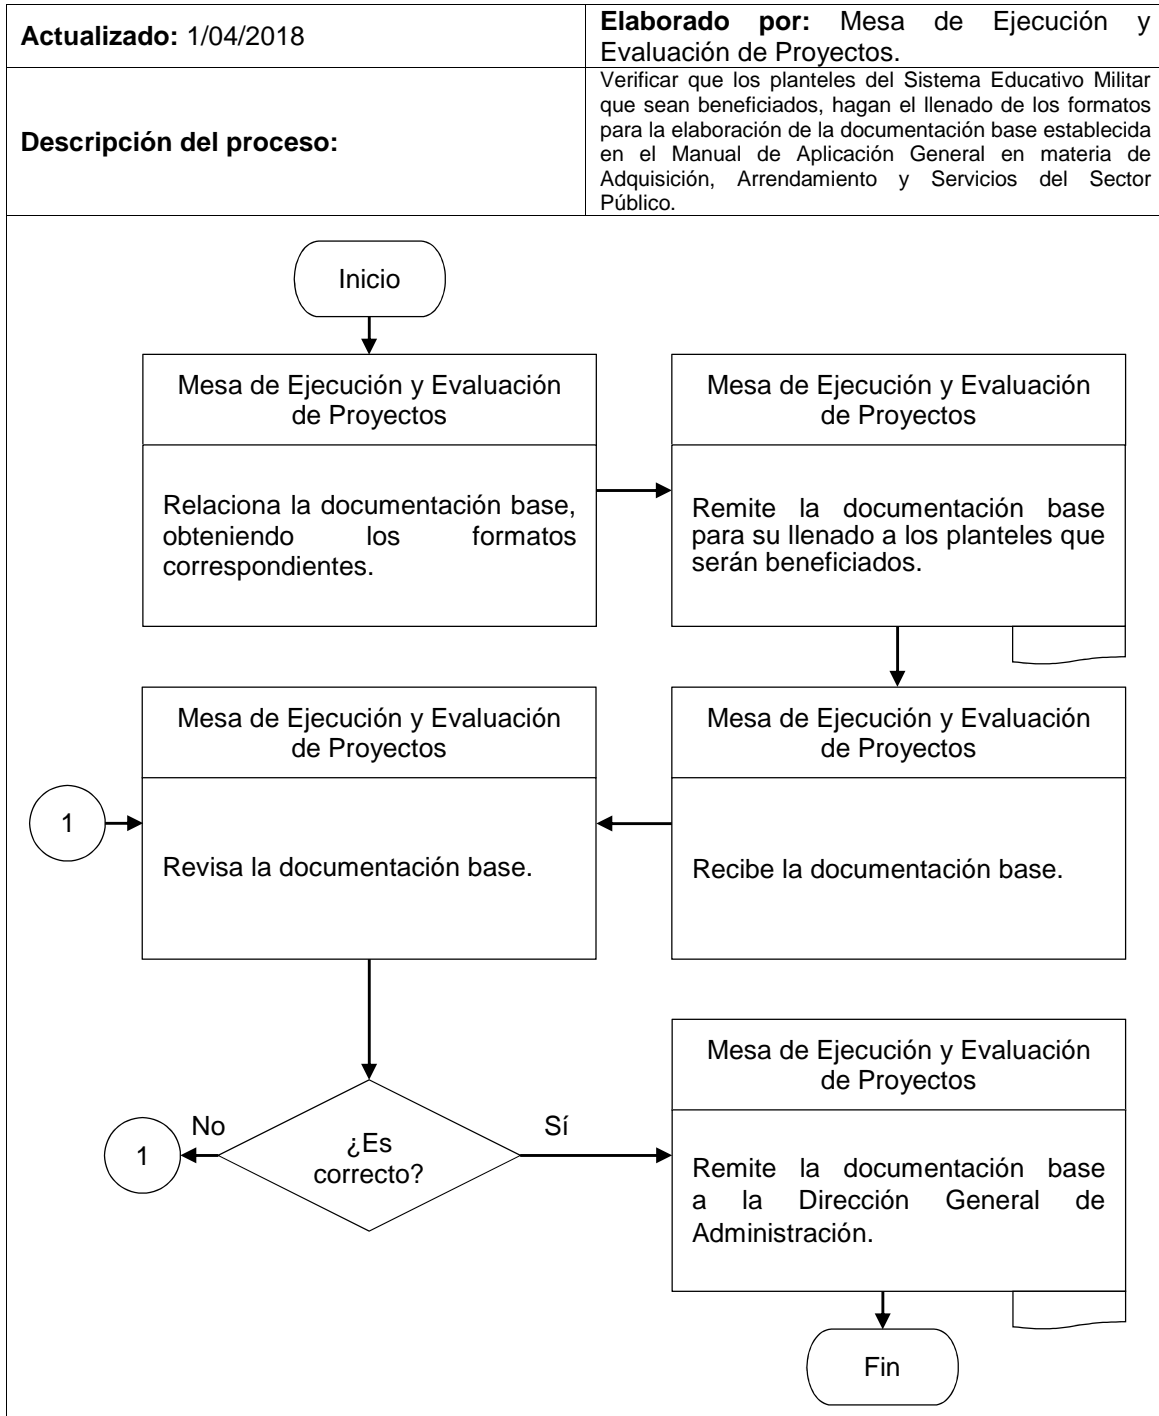 Actualizado: 1/04/2018
Elaborado por: Mesa de Ejecución y
Evaluación de Proyectos.
Descripción del proceso:
Verificar que los planteles del Sistema Educativo Militar
que sean beneficiados, hagan el llenado de los formatos
para la elaboración de la documentación base establecida
en el Manual de Aplicación General en materia de
Adquisición, Arrendamiento y Servicios del Sector
Público.
Inicio
Mesa de Ejecución y Evaluación
de Proyectos
Relaciona la documentación base,
obteniendo los formatos
correspondientes.
Mesa de Ejecución y Evaluación
de Proyectos
Remite la documentación base
para su llenado a los planteles que
serán beneficiados.
Mesa de Ejecución y Evaluación
de Proyectos
Recibe la documentación base.
Mesa de Ejecución y Evaluación
de Proyectos
1
Revisa la documentación base.
¿Es
correcto?
No
1
Sí
Mesa de Ejecución y Evaluación
de Proyectos
Remite la documentación base
a la Dirección General de
Administración.
Fin